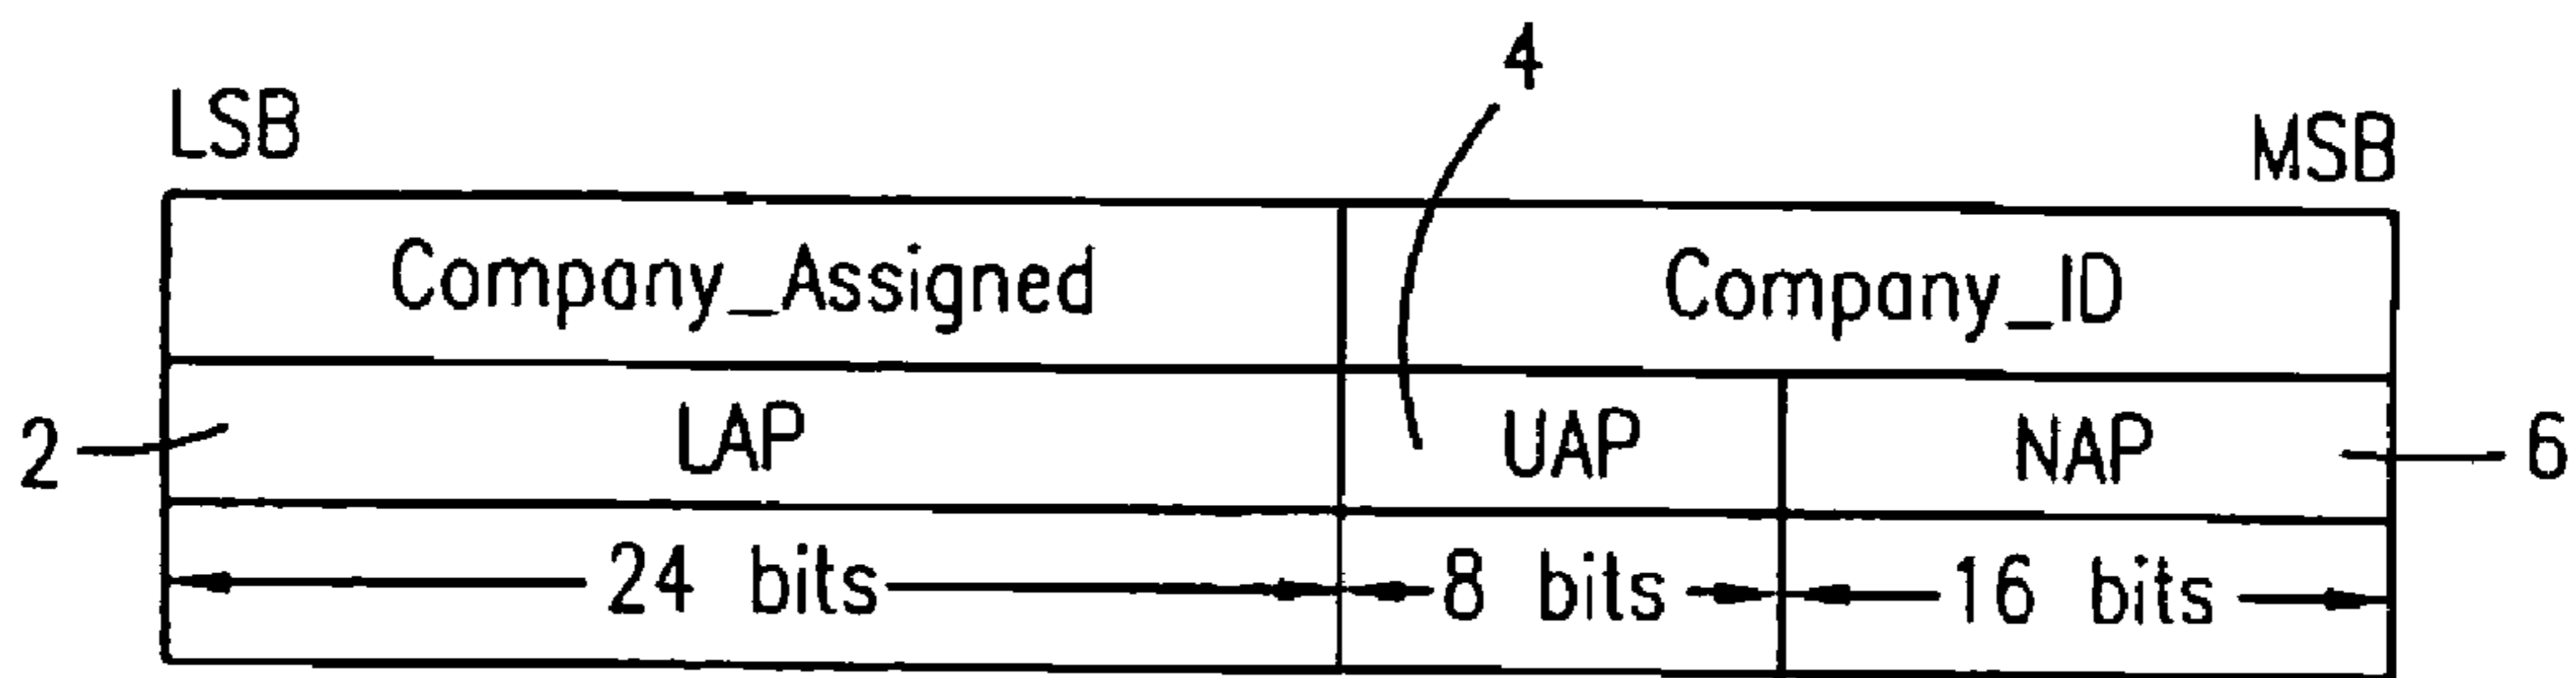 4
LSB MSB
Company_Assigned Company_ID
2 LAP UAP NAP 6
24 bits 8 bits 16 bits